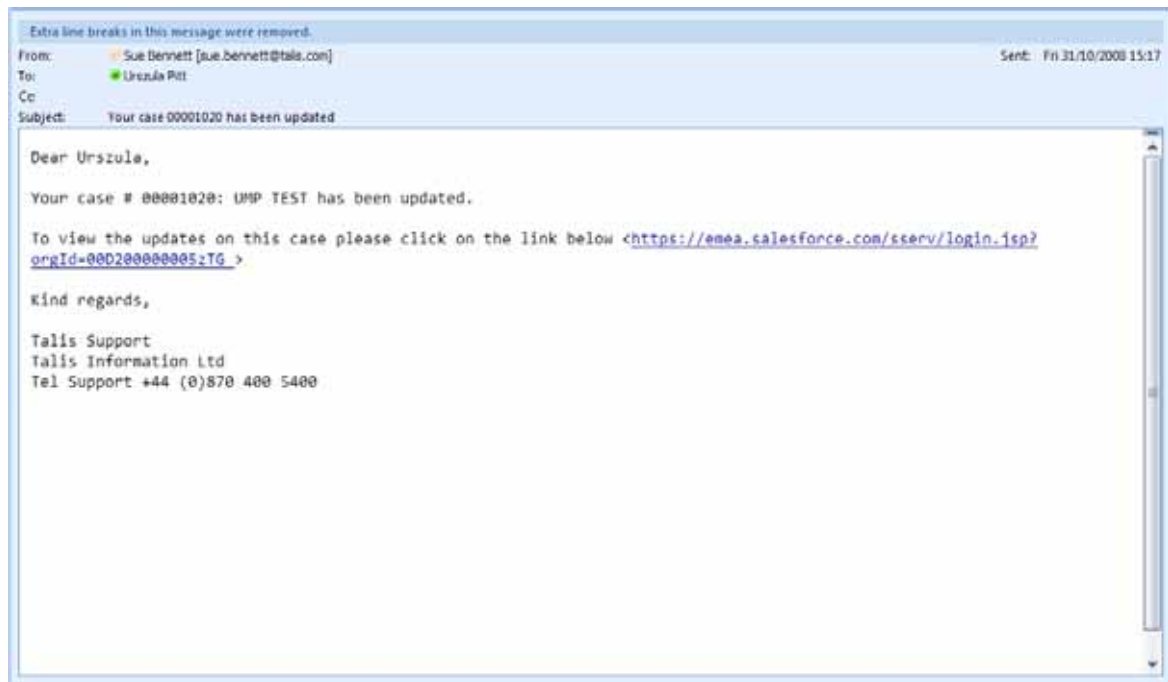 Extra line breaks in this message were removed.
From: Sue Bennett [sue.bennett@talis.com] Sent: Fri 31/10/2008 15:17
To: Urszula Pitt
Cc
Subject: Your case 00001020 has been updated
Dear Urszula,
Your case # 00001020: UMP TEST has been updated.
To view the updates on this case please click on the link below <https://emea.salesforce.com/sserv/login.jsp?
orgId=00D200000005zTG >
Kind regards,
Talis Support
Talis Information Ltd
Tel Support +44 (0)870 400 5400